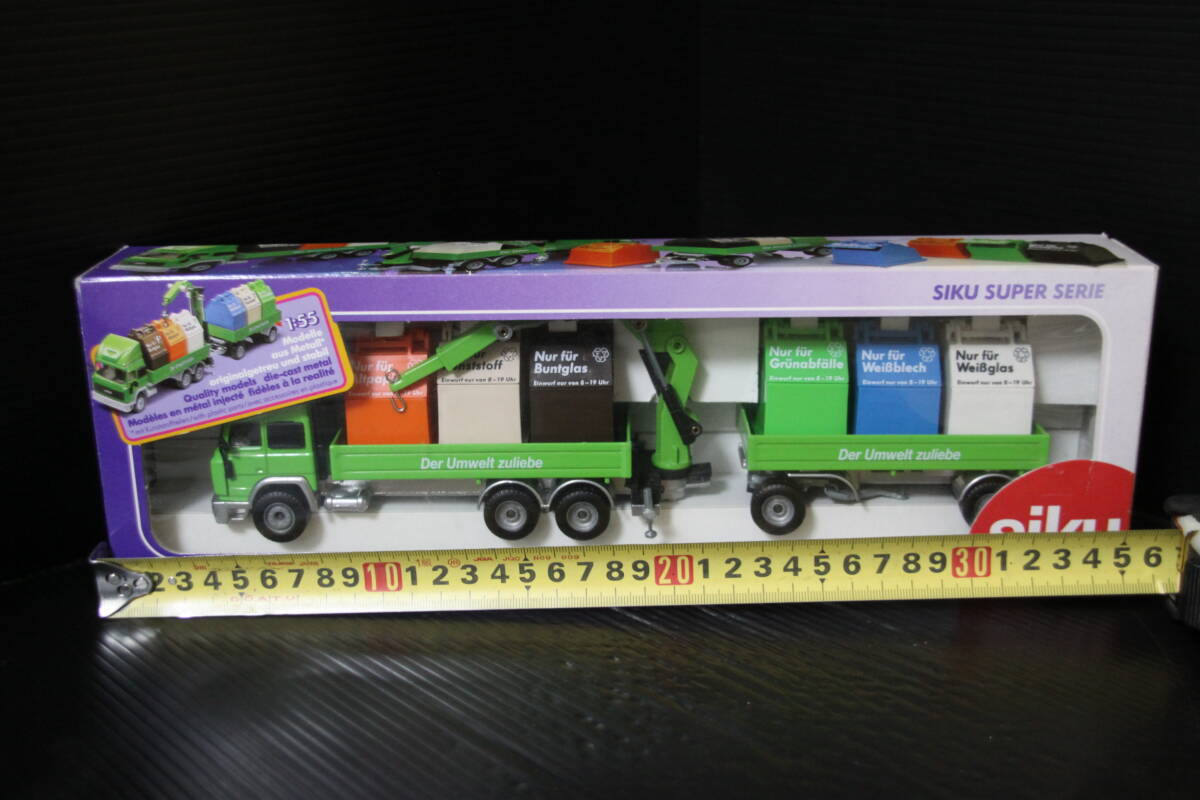 SIKU SUPER SERIE
1:55
Modelle
aus Metall*
originalgetreu und stabil
Quality models die-cast metal
Modèles en métal injecté fidèles à la réalité
Nur für
Buntglas
Einwurf nur von 8-19 Uhr
Nur für
Grünabfälle
Einwurf nur von 8-19 Uhr
Nur für
Weißblech
Einwurf nur von 8-19 Uhr
Nur für
Weißglas
Einwurf nur von 8-19 Uhr
Der Umwelt zuliebe
Der Umwelt zuliebe
siku
2 3 4 5 6 7 8 9 10 1 2 3 4 5 6 7 8 9 20 1 2 3 4 5 6 7 8 9 30 1 2 3 4 5 6